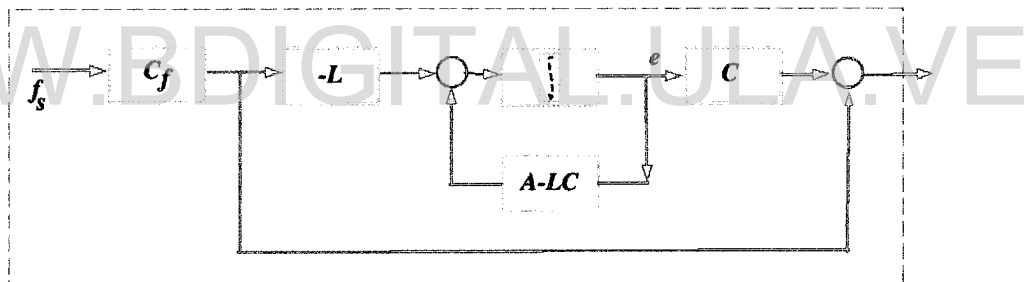 W.BDIGITAL.ULA.VE
f_s
C_f
-L
∫
e
C
A-LC